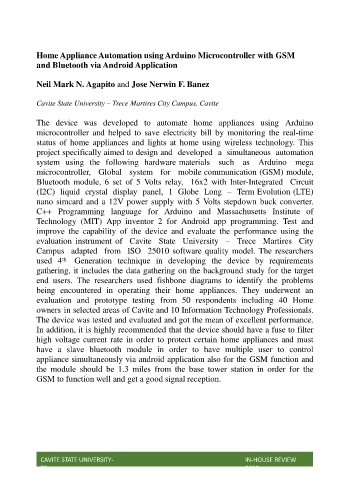 Home Appliance Automation using Arduino Microcontroller with GSM
and Bluetooth via Android Application
Neil Mark N. Agapito and Jose Nerwin F. Banez
Cavite State University – Trece Martires City Campus, Cavite
The device was developed to automate home appliances using Arduino
microcontroller and helped to save electricity bill by monitoring the real-time
status of home appliances and lights at home using wireless technology. This
project specifically aimed to design and developed a simultaneous automation
system using the following hardware materials such as Arduino mega
microcontroller, Global system for mobile communication (GSM) module,
Bluetooth module, 6 set of 5 Volts relay, 16x2 with Inter-Integrated Circuit
(I2C) liquid crystal display panel, 1 Globe Long – Term Evolution (LTE)
nano simcard and a 12V power supply with 5 Volts stepdown buck converter.
C++ Programming language for Arduino and Massachusetts Institute of
Technology (MIT) App inventor 2 for Android app programming. Test and
improve the capability of the device and evaluate the performance using the
evaluation instrument of Cavite State University – Trece Martires City
Campus adapted from ISO 25010 software quality model. The researchers
used 4th Generation technique in developing the device by requirements
gathering, it includes the data gathering on the background study for the target
end users. The researchers used fishbone diagrams to identify the problems
being encountered in operating their home appliances. They underwent an
evaluation and prototype testing from 50 respondents including 40 Home
owners in selected areas of Cavite and 10 Information Technology Professionals.
The device was tested and evaluated and got the mean of excellent performance.
In addition, it is highly recommended that the device should have a fuse to filter
high voltage current rate in order to protect certain home appliances and must
have a slave bluetooth module in order to have multiple user to control
appliance simultaneously via android application also for the GSM function and
the module should be 1.3 miles from the base tower station in order for the
GSM to function well and get a good signal reception.
CAVITE STATE UNIVERSITY-
IN-HOUSE REVIEW